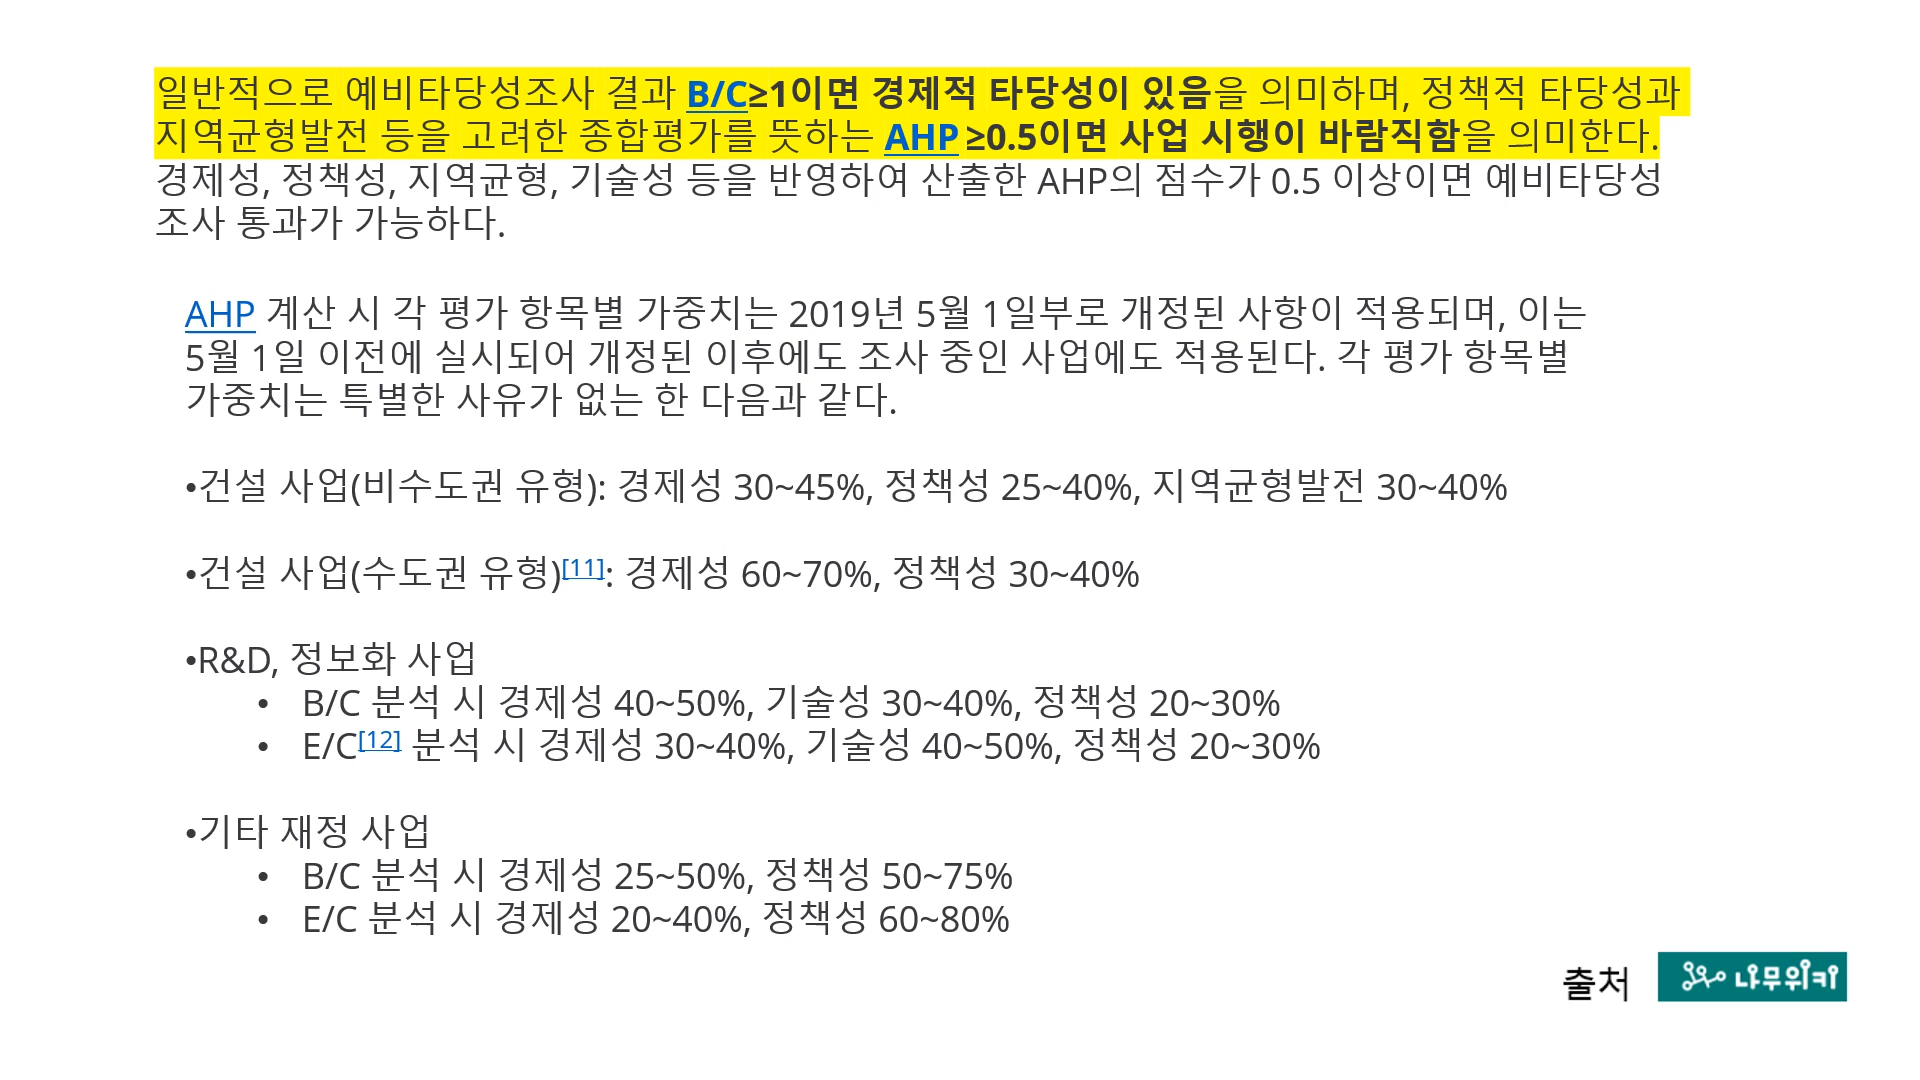 일반적으로 예비타당성조사 결과 B/C≥1이면 경제적 타당성이 있음을 의미하며, 정책적 타당성과
지역균형발전 등을 고려한 종합평가를 뜻하는 AHP ≥0.5이면 사업 시행이 바람직함을 의미한다.
경제성, 정책성, 지역균형, 기술성 등을 반영하여 산출한 AHP의 점수가 0.5 이상이면 예비타당성
조사 통과가 가능하다.
AHP 계산 시 각 평가 항목별 가중치는 2019년 5월 1일부로 개정된 사항이 적용되며, 이는
5월 1일 이전에 실시되어 개정된 이후에도 조사 중인 사업에도 적용된다. 각 평가 항목별
가중치는 특별한 사유가 없는 한 다음과 같다.
•건설 사업(비수도권 유형): 경제성 30~45%, 정책성 25~40%, 지역균형발전 30~40%
•건설 사업(수도권 유형)[11]: 경제성 60~70%, 정책성 30~40%
•R&D, 정보화 사업
• B/C 분석 시 경제성 40~50%, 기술성 30~40%, 정책성 20~30%
• E/C[12] 분석 시 경제성 30~40%, 기술성 40~50%, 정책성 20~30%
•기타 재정 사업
• B/C 분석 시 경제성 25~50%, 정책성 50~75%
• E/C 분석 시 경제성 20~40%, 정책성 60~80%
출처 나무위키